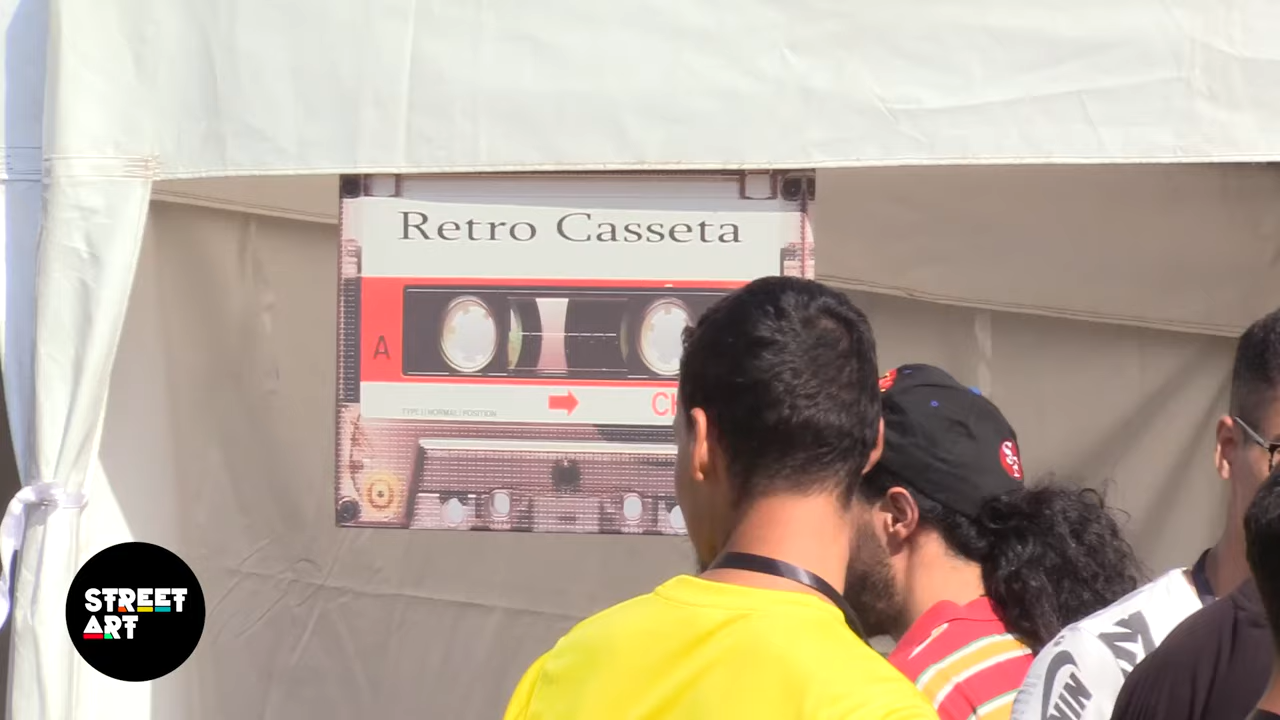 Retro Casseta
A
TYPE I (NORMAL) POSITION
STREET
ART